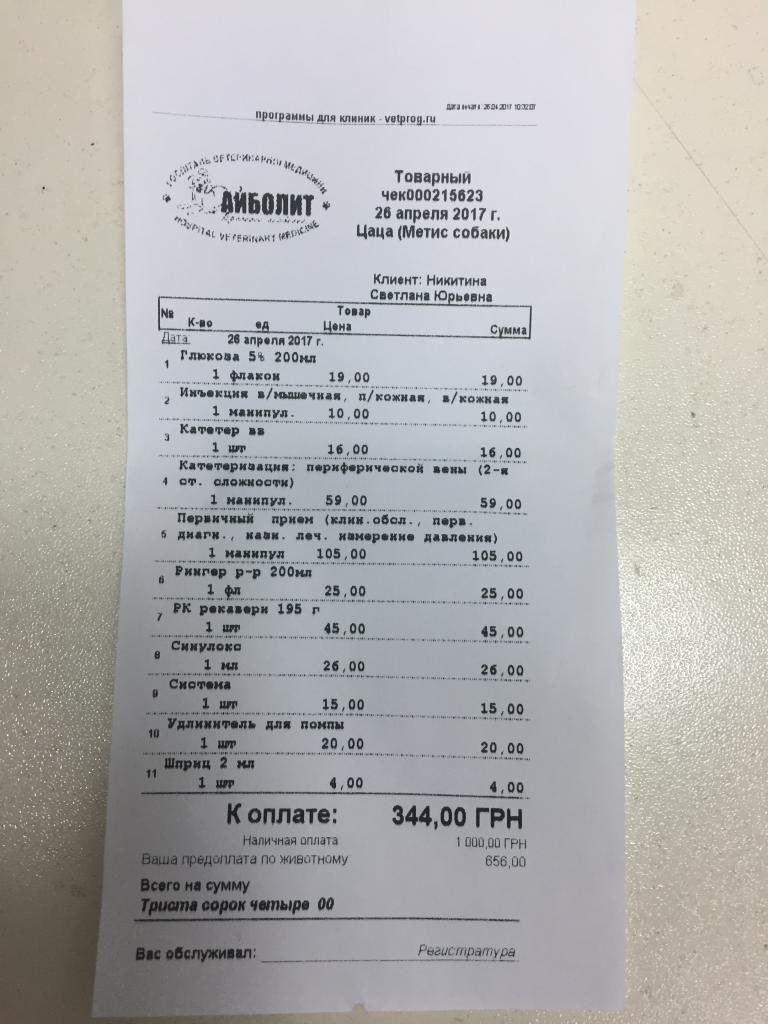 Дата печати: 26.04.2017 10:32:07
программы для клиник - vetprog.ru
ГОСПИТАЛЬ ВЕТЕРИНАРНОЙ МЕДИЦИНЫ
АЙБОЛИТ
HOSPITAL VETERINARY MEDICINE
Товарный
чек000215623
26 апреля 2017 г.
Цаца (Метис собаки)
Клиент: Никитина
Светлана Юрьевна
№ Товар
К-во ед Цена Сумма
Дата: 26 апреля 2017 г.
1 Глюкоза 5% 200мл
1 флакон 19,00 19,00
2 Инъекция в/мышечная, п/кожная, в/кожная
1 манипул. 10,00 10,00
3 Катетер вв
1 шт 16,00 16,00
Катетеризация: периферической вены (2-я
4 ст. сложности)
1 манипул. 59,00 59,00
Первичный прием (клин.обсл., перв.
5 диагн., назн. леч. измерение давления)
1 манипул 105,00 105,00
6 Рингер р-р 200мл
1 фл 25,00 25,00
7 РК рекавери 195 г
1 шт 45,00 45,00
8 Синулокс
1 мл 26,00 26,00
9 Система
1 шт 15,00 15,00
10 Удлинитель для помпы
1 шт 20,00 20,00
11 Шприц 2 мл
1 шт 4,00 4,00
К оплате: 344,00 ГРН
Наличная оплата 1 000,00 ГРН
Ваша предоплата по животному 656,00
Всего на сумму
Триста сорок четыре 00
Вас обслуживал: Регистратура